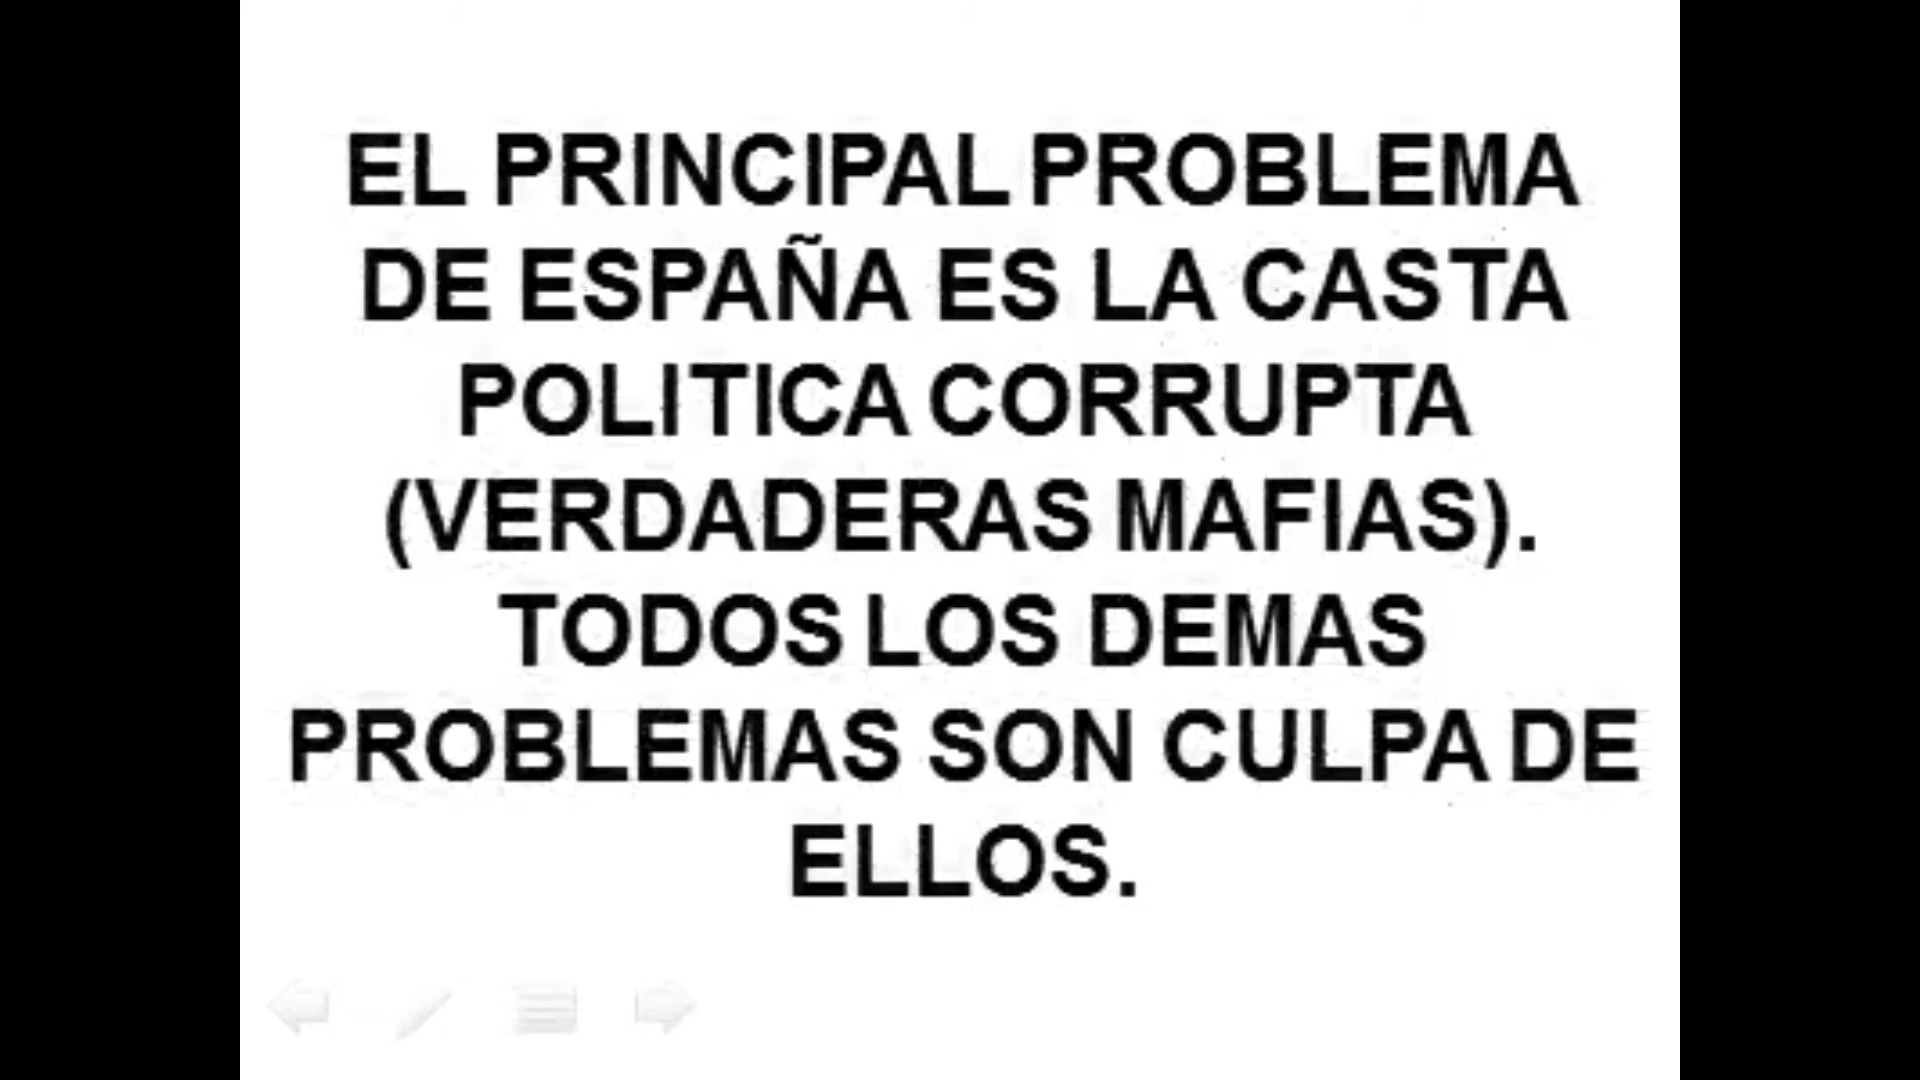 EL PRINCIPAL PROBLEMA
DE ESPAÑA ES LA CASTA
POLITICA CORRUPTA
(VERDADERAS MAFIAS).
TODOS LOS DEMAS
PROBLEMAS SON CULPA DE
ELLOS.